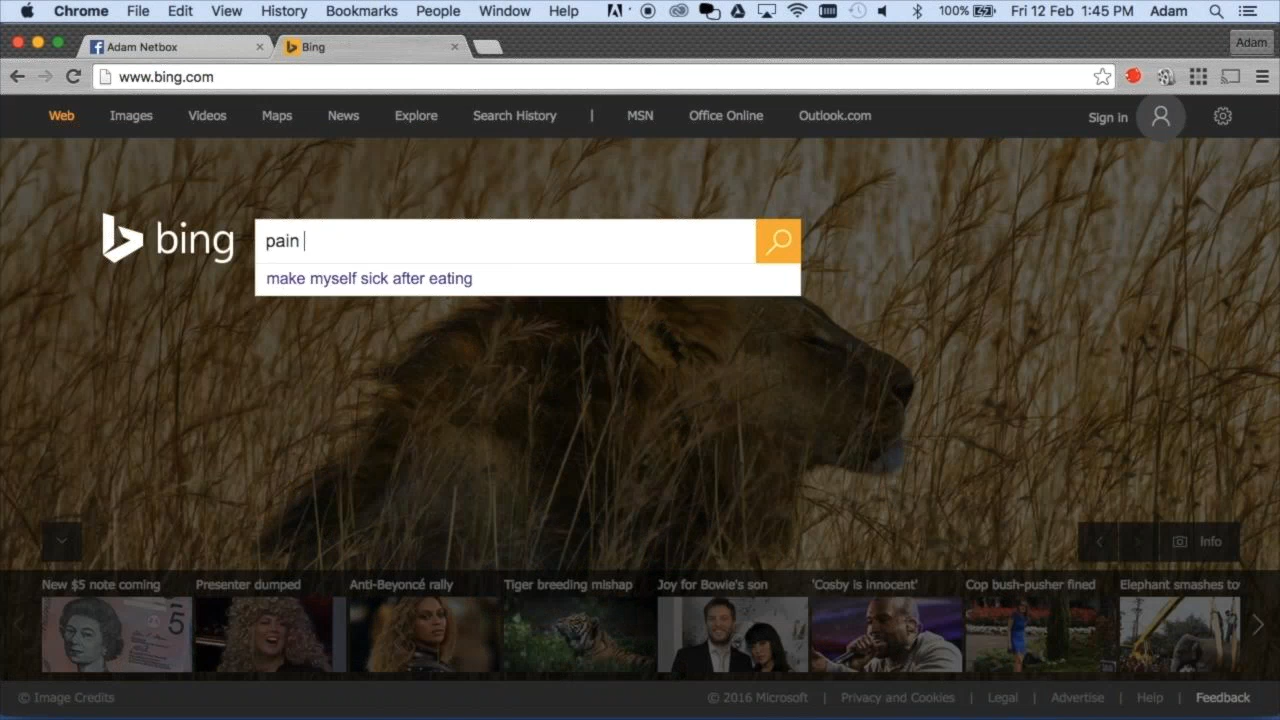 Chrome File Edit View History Bookmarks People Window Help 100% Fri 12 Feb 1:45 PM Adam
Adam Netbox Bing Adam
www.bing.com
Web Images Videos Maps News Explore Search History | MSN Office Online Outlook.com Sign in
bing pain
make myself sick after eating
Info
New $5 note coming Presenter dumped Anti-Beyoncé rally Tiger breeding mishap Joy for Bowie's son 'Cosby is innocent' Cop bush-pusher fined Elephant smashes to
5
© Image Credits © 2016 Microsoft | Privacy and Cookies | Legal | Advertise | Help | Feedback